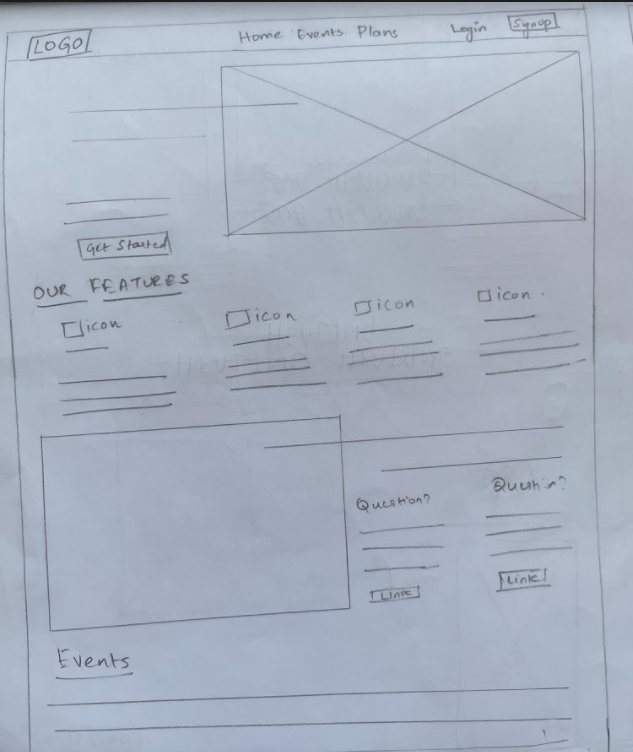 LOGO Home Events Plans Login Signup
Get Started
OUR FEATURES
icon icon icon icon
Question? Question?
Link Link
Events